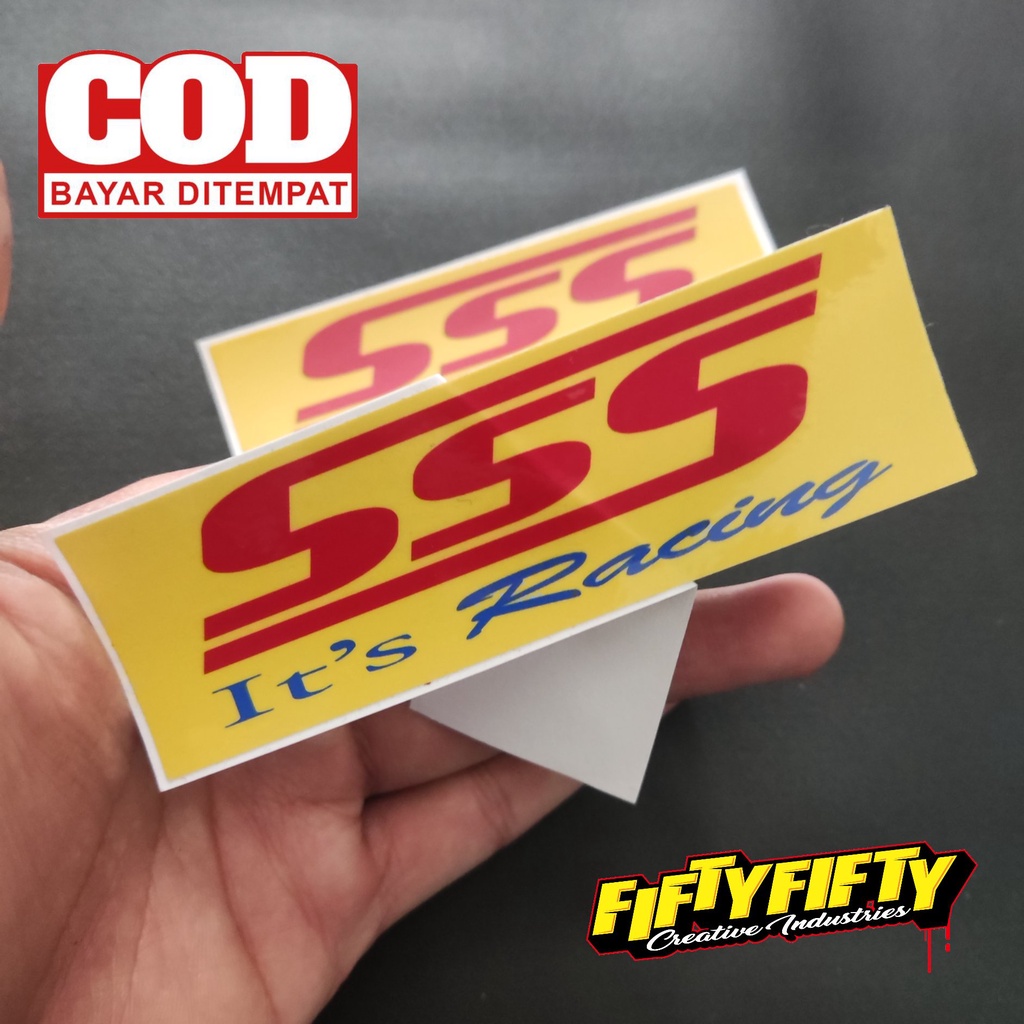 COD
BAYAR DITEMPAT
SSS
SSS
It's Racing
FIFTYFIFTY
Creative Industries